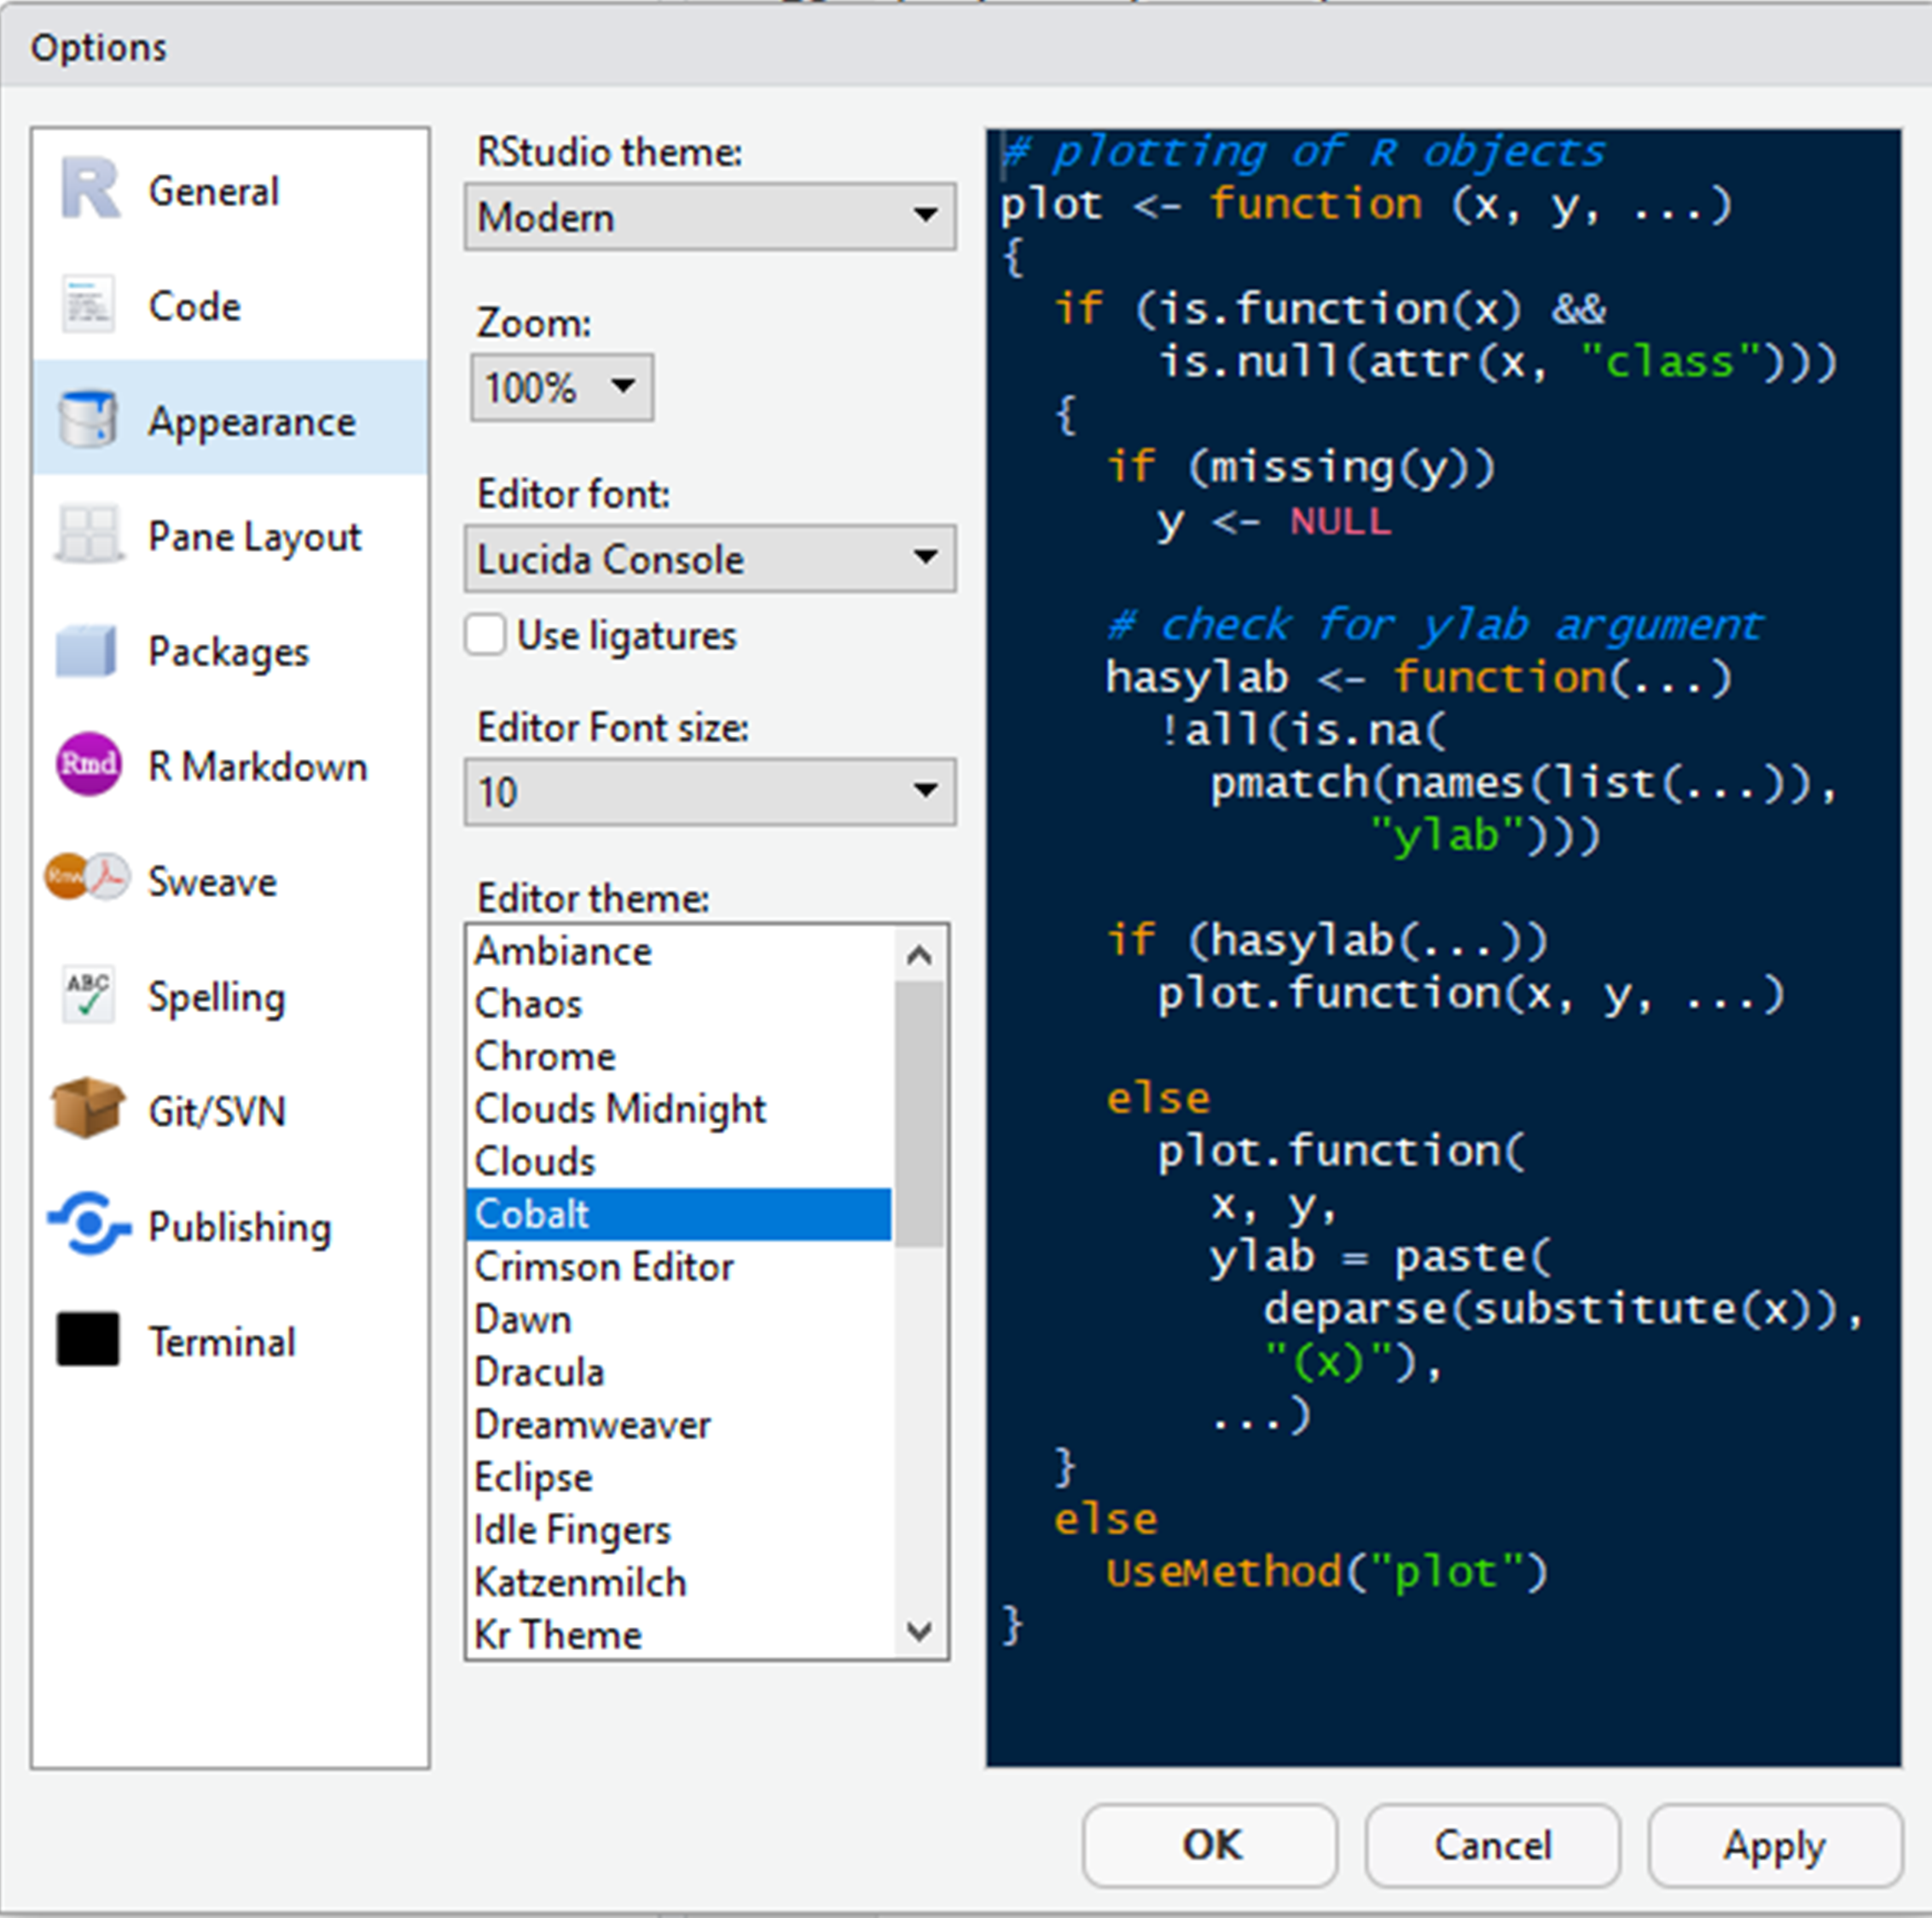 Options
General
Code
Appearance
Pane Layout
Packages
Rmd
R Markdown
Rnw
Sweave
ABC
Spelling
Git/SVN
Publishing
Terminal
RStudio theme:
Modern
Zoom:
100%
Editor font:
Lucida Console
Use ligatures
Editor Font size:
10
Editor theme:
Ambiance
Chaos
Chrome
Clouds Midnight
Clouds
Cobalt
Crimson Editor
Dawn
Dracula
Dreamweaver
Eclipse
Idle Fingers
Katzenmilch
Kr Theme
# plotting of R objects
plot <- function (x, y, ...)
{
  if (is.function(x) &&
      is.null(attr(x, "class")))
  {
    if (missing(y))
      y <- NULL
    # check for ylab argument
    hasylab <- function(...)
      !all(is.na(
        pmatch(names(list(...)),
              "ylab")))
    if (hasylab(...))
      plot.function(x, y, ...)
    else
      plot.function(
        x, y,
        ylab = paste(
          deparse(substitute(x)),
          "(x)"),
        ...)
  }
  else
    UseMethod("plot")
}
OK
Cancel
Apply